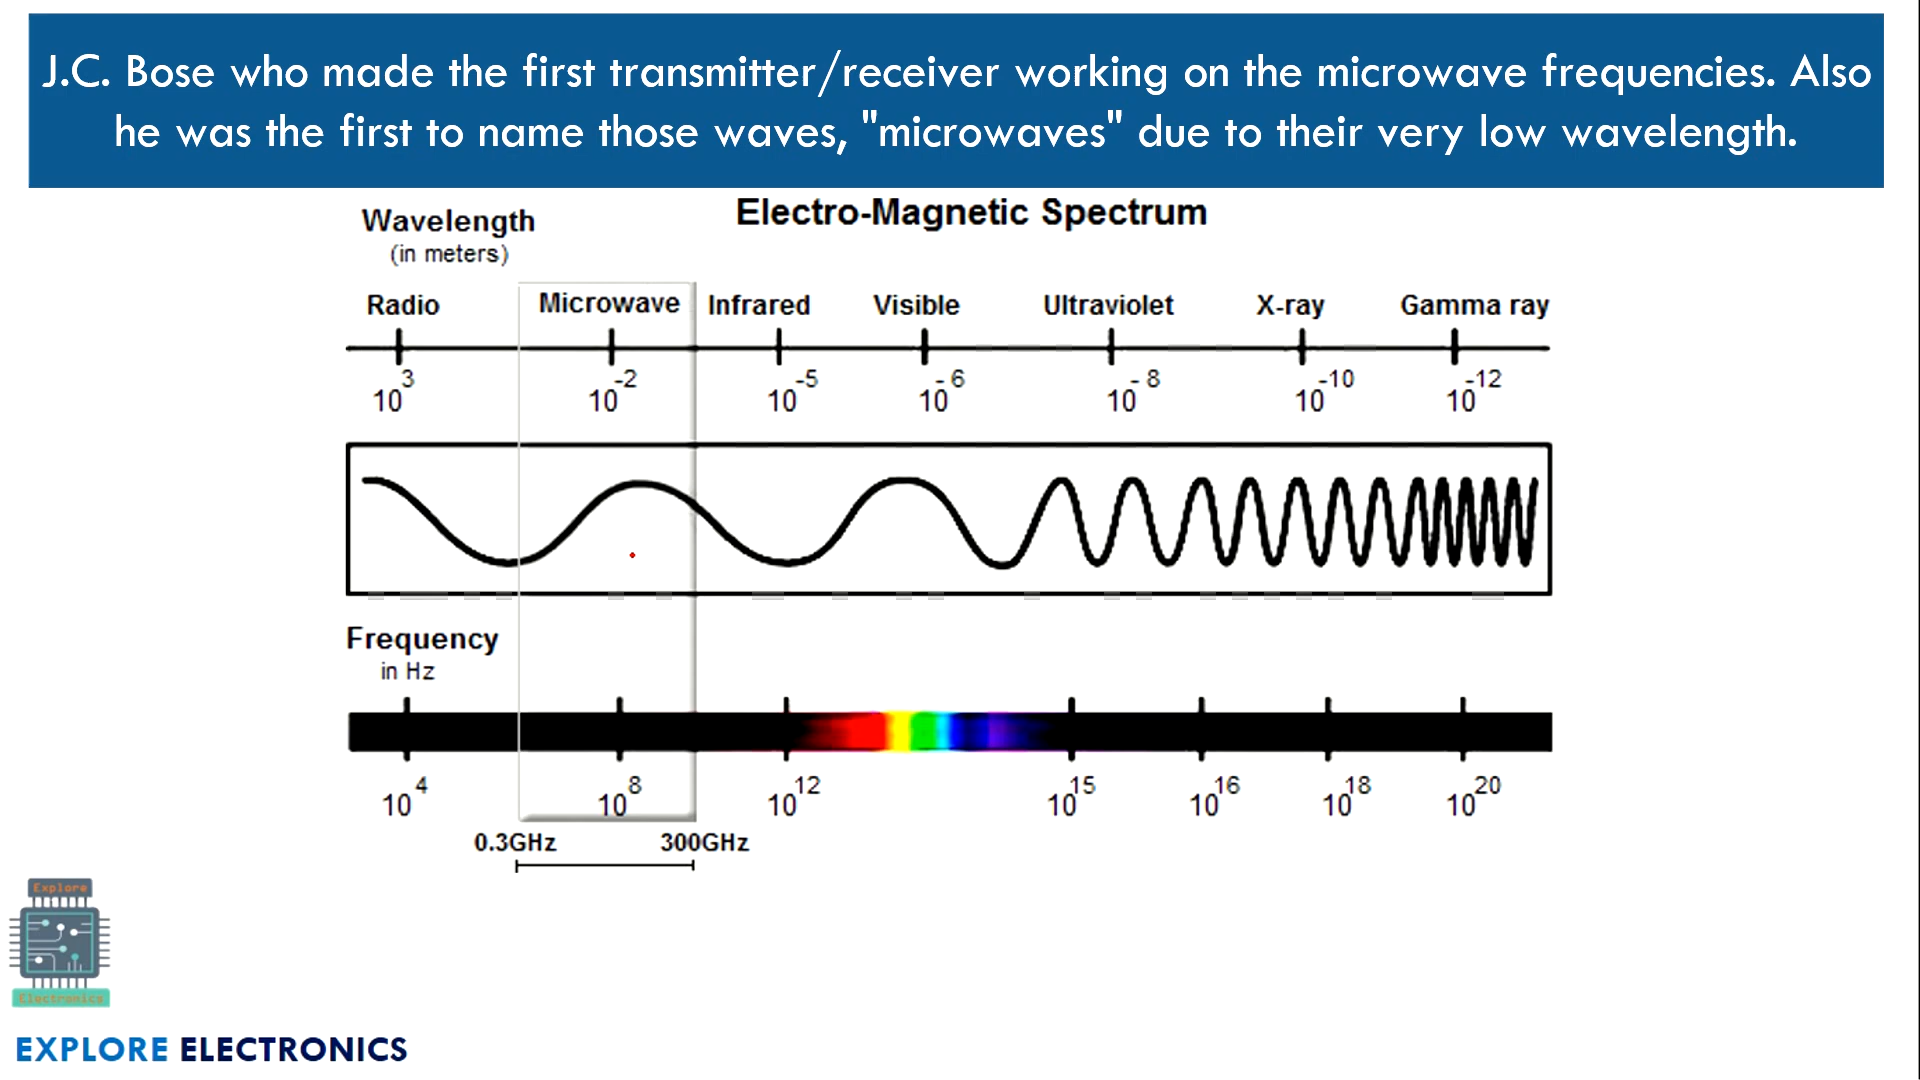 J.C. Bose who made the first transmitter/receiver working on the microwave frequencies. Also
he was the first to name those waves, "microwaves" due to their very low wavelength.
Electro-Magnetic Spectrum
Wavelength
(in meters)
Radio Microwave Infrared Visible Ultraviolet X-ray Gamma ray
10^3 10^-2 10^-5 10^-6 10^-8 10^-10 10^-12
Frequency
in Hz
10^4 10^8 10^12 10^15 10^16 10^18 10^20
0.3GHz 300GHz
Explore
Electronics
EXPLORE ELECTRONICS